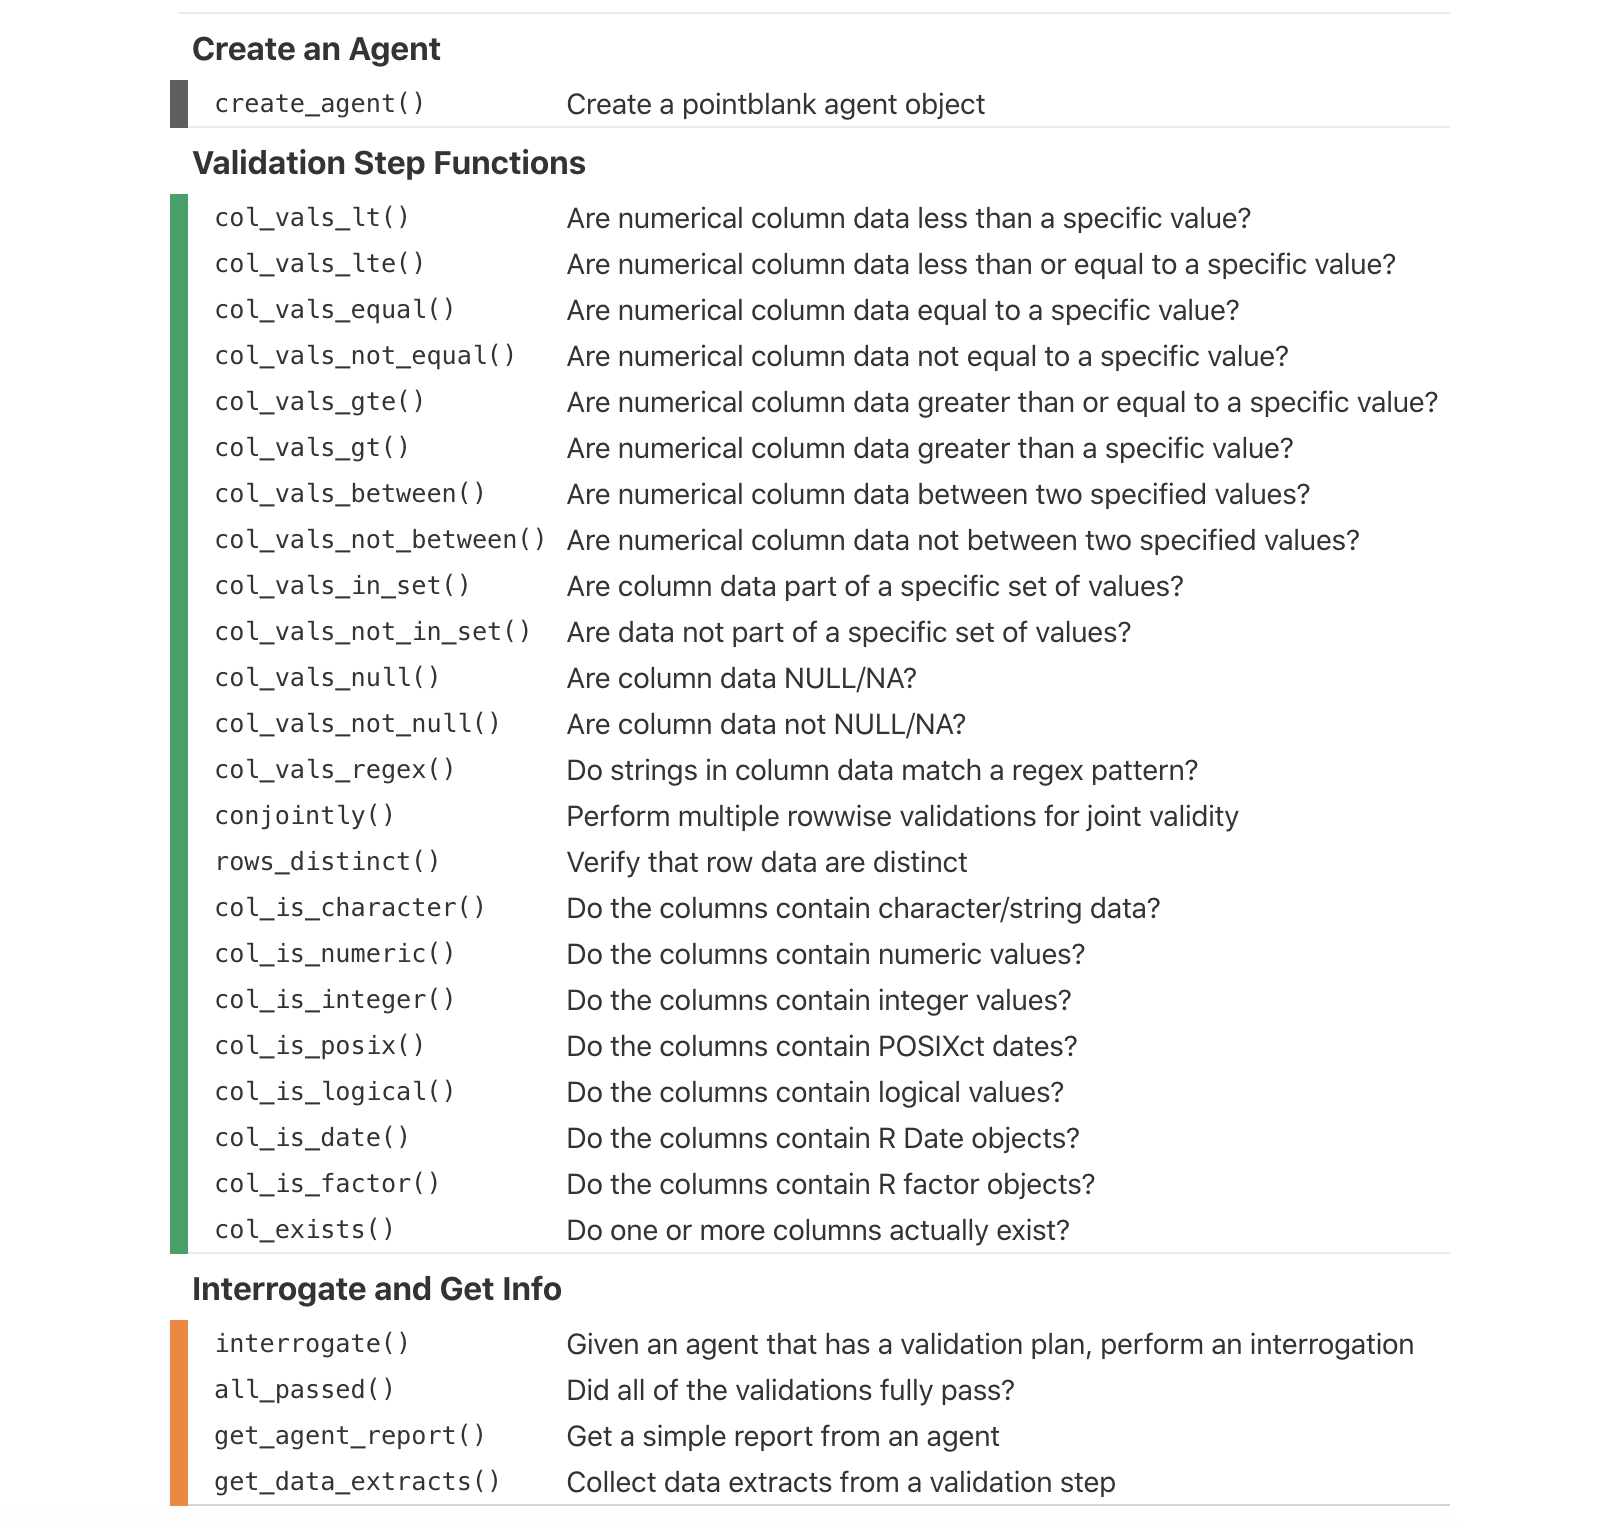 Create an Agent
create_agent() Create a pointblank agent object
Validation Step Functions
col_vals_lt() Are numerical column data less than a specific value?
col_vals_lte() Are numerical column data less than or equal to a specific value?
col_vals_equal() Are numerical column data equal to a specific value?
col_vals_not_equal() Are numerical column data not equal to a specific value?
col_vals_gte() Are numerical column data greater than or equal to a specific value?
col_vals_gt() Are numerical column data greater than a specific value?
col_vals_between() Are numerical column data between two specified values?
col_vals_not_between() Are numerical column data not between two specified values?
col_vals_in_set() Are column data part of a specific set of values?
col_vals_not_in_set() Are data not part of a specific set of values?
col_vals_null() Are column data NULL/NA?
col_vals_not_null() Are column data not NULL/NA?
col_vals_regex() Do strings in column data match a regex pattern?
conjointly() Perform multiple rowwise validations for joint validity
rows_distinct() Verify that row data are distinct
col_is_character() Do the columns contain character/string data?
col_is_numeric() Do the columns contain numeric values?
col_is_integer() Do the columns contain integer values?
col_is_posix() Do the columns contain POSIXct dates?
col_is_logical() Do the columns contain logical values?
col_is_date() Do the columns contain R Date objects?
col_is_factor() Do the columns contain R factor objects?
col_exists() Do one or more columns actually exist?
Interrogate and Get Info
interrogate() Given an agent that has a validation plan, perform an interrogation
all_passed() Did all of the validations fully pass?
get_agent_report() Get a simple report from an agent
get_data_extracts() Collect data extracts from a validation step